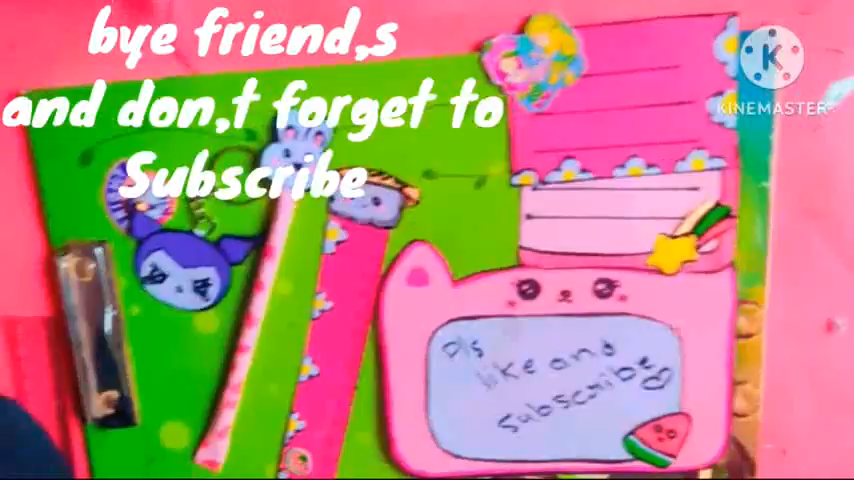 bye friend,s
and don,t forget to
Subscribe
KINEMASTER
pls
like and
subscribe